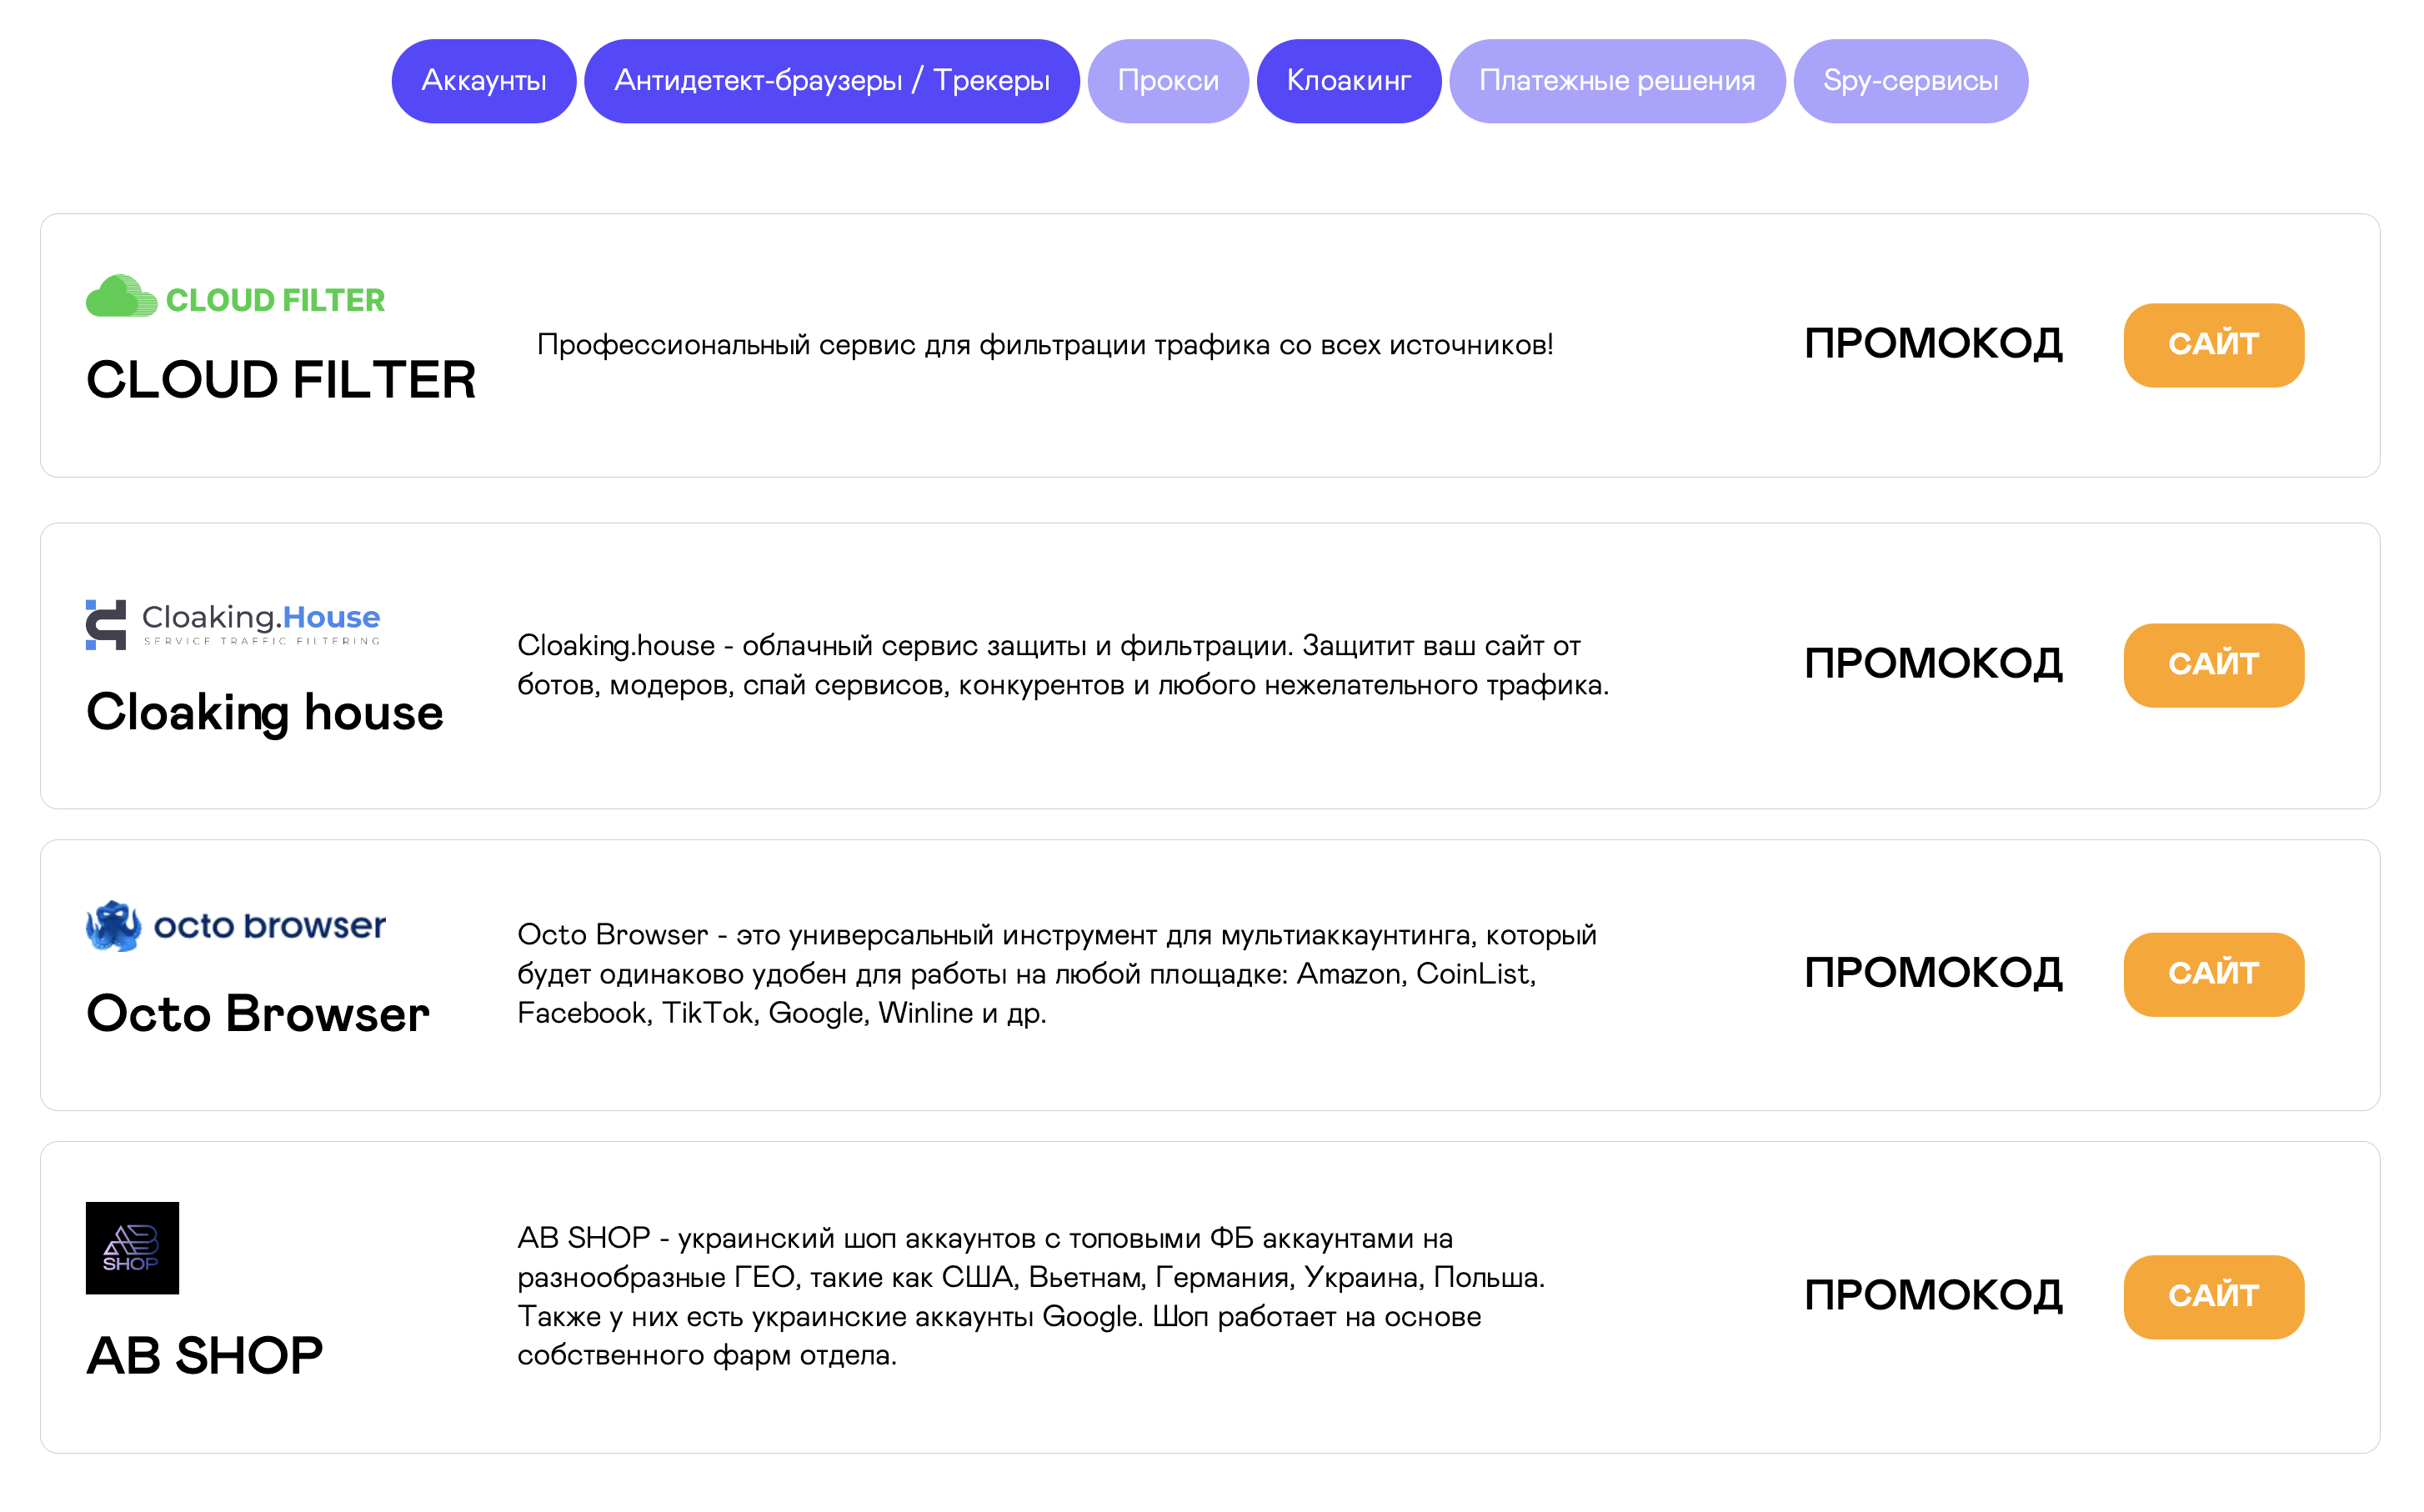 Аккаунты
Антидетект-браузеры / Трекеры
Прокси
Клоакинг
Платежные решения
Spy-сервисы
CLOUD FILTER
CLOUD FILTER
Профессиональный сервис для фильтрации трафика со всех источников!
ПРОМОКОД
САЙТ
Cloaking.House
SERVICE TRAFFIC FILTERING
Cloaking house
Cloaking.house - облачный сервис защиты и фильтрации. Защитит ваш сайт от
ботов, модеров, спай сервисов, конкурентов и любого нежелательного трафика.
ПРОМОКОД
САЙТ
octo browser
Octo Browser
Octo Browser - это универсальный инструмент для мультиаккаунтинга, который
будет одинаково удобен для работы на любой площадке: Amazon, CoinList,
Facebook, TikTok, Google, Winline и др.
ПРОМОКОД
САЙТ
AB
SHOP
AB SHOP
AB SHOP - украинский шоп аккаунтов с топовыми ФБ аккаунтами на
разнообразные ГЕО, такие как США, Вьетнам, Германия, Украина, Польша.
Также у них есть украинские аккаунты Google. Шоп работает на основе
собственного фарм отдела.
ПРОМОКОД
САЙТ